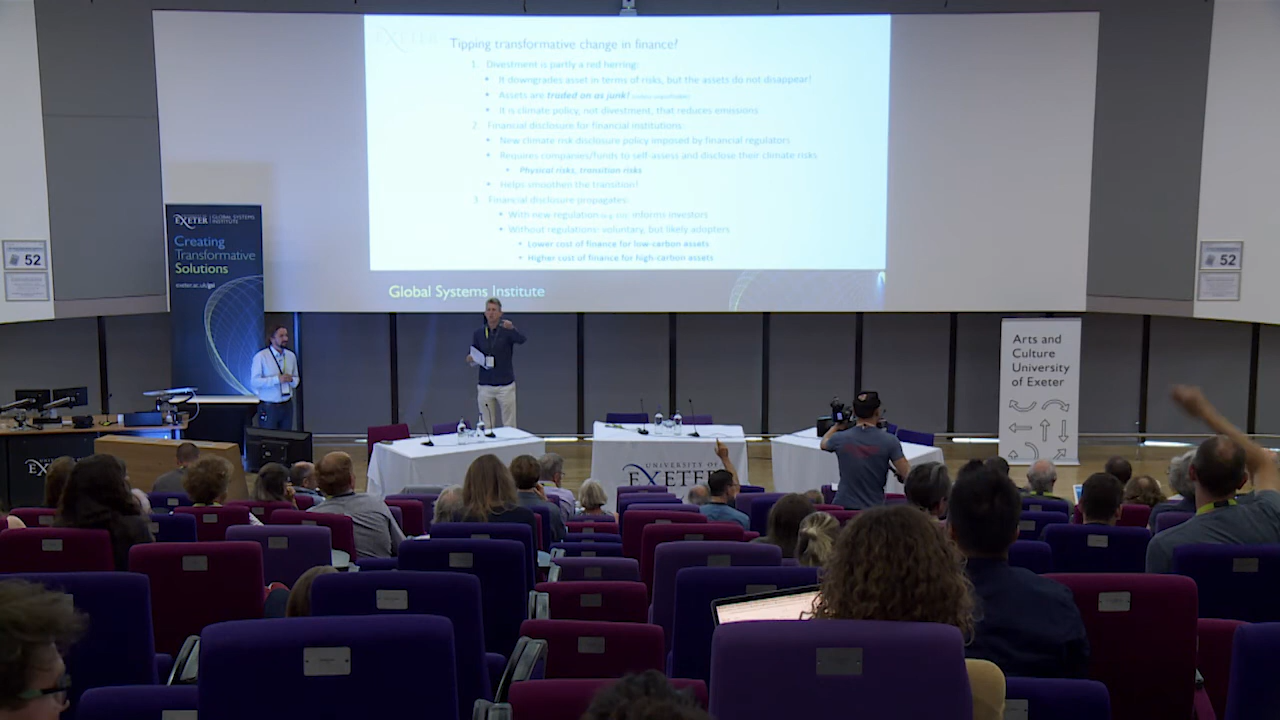 EXETER
Tipping transformative change in finance?
1. Divestment is partly a red herring:
• It downgrades asset in terms of risks, but the assets do not disappear!
• Assets are traded on as junk!
• It is climate policy, not divestment, that reduces emissions
2. Financial disclosure for financial institutions:
• New climate risk disclosure policy imposed by financial regulators
• Requires companies/funds to self-assess and disclose their climate risks
• Physical risks, transition risks
• Helps smoothen the transition!
3. Financial disclosure propagates:
• With new regulation informs investors
• Without regulations: voluntary, but likely adopters
• Lower cost of finance for low-carbon assets
• Higher cost of finance for high-carbon assets
Global Systems Institute
EXETER
GLOBAL SYSTEMS
INSTITUTE
Creating
Transformative
Solutions
exeter.ac.uk/gsi
52
52
Arts and
Culture
University
of Exeter
UNIVERSITY OF
EXETER
EX